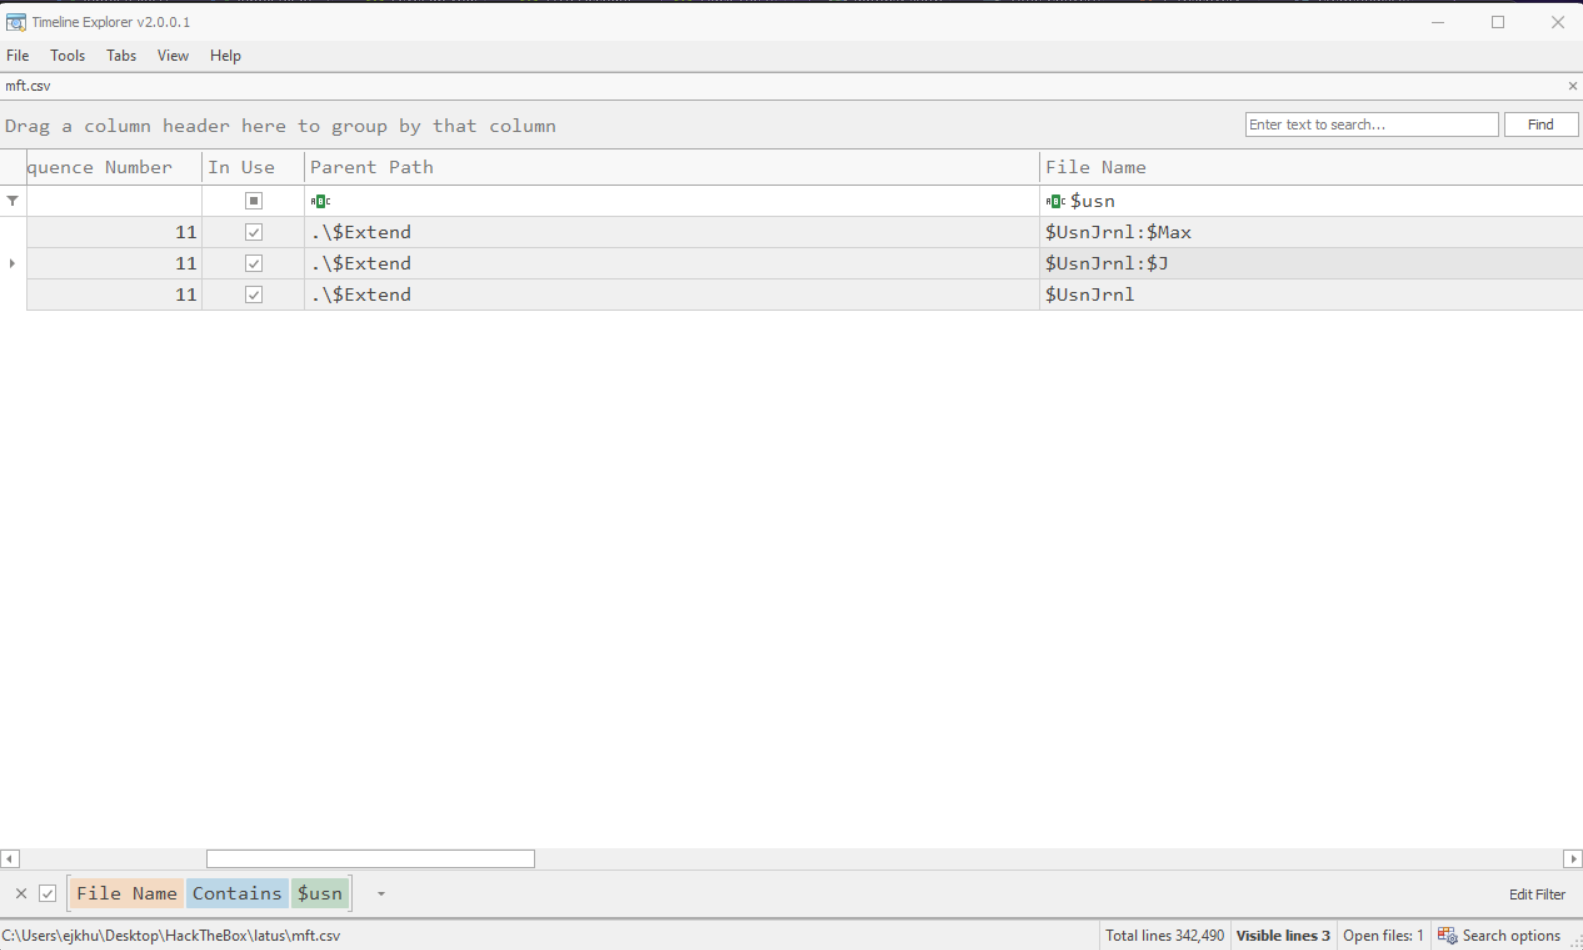 Timeline Explorer v2.0.0.1
File Tools Tabs View Help
mft.csv
Drag a column header here to group by that column
Enter text to search...
Find
quence Number In Use Parent Path File Name
$usn
11 .\$Extend $UsnJrnl:$Max
11 .\$Extend $UsnJrnl:$J
11 .\$Extend $UsnJrnl
File Name Contains $usn
Edit Filter
C:\Users\ejkhu\Desktop\HackTheBox\latus\mft.csv
Total lines 342,490 Visible lines 3 Open files: 1 Search options